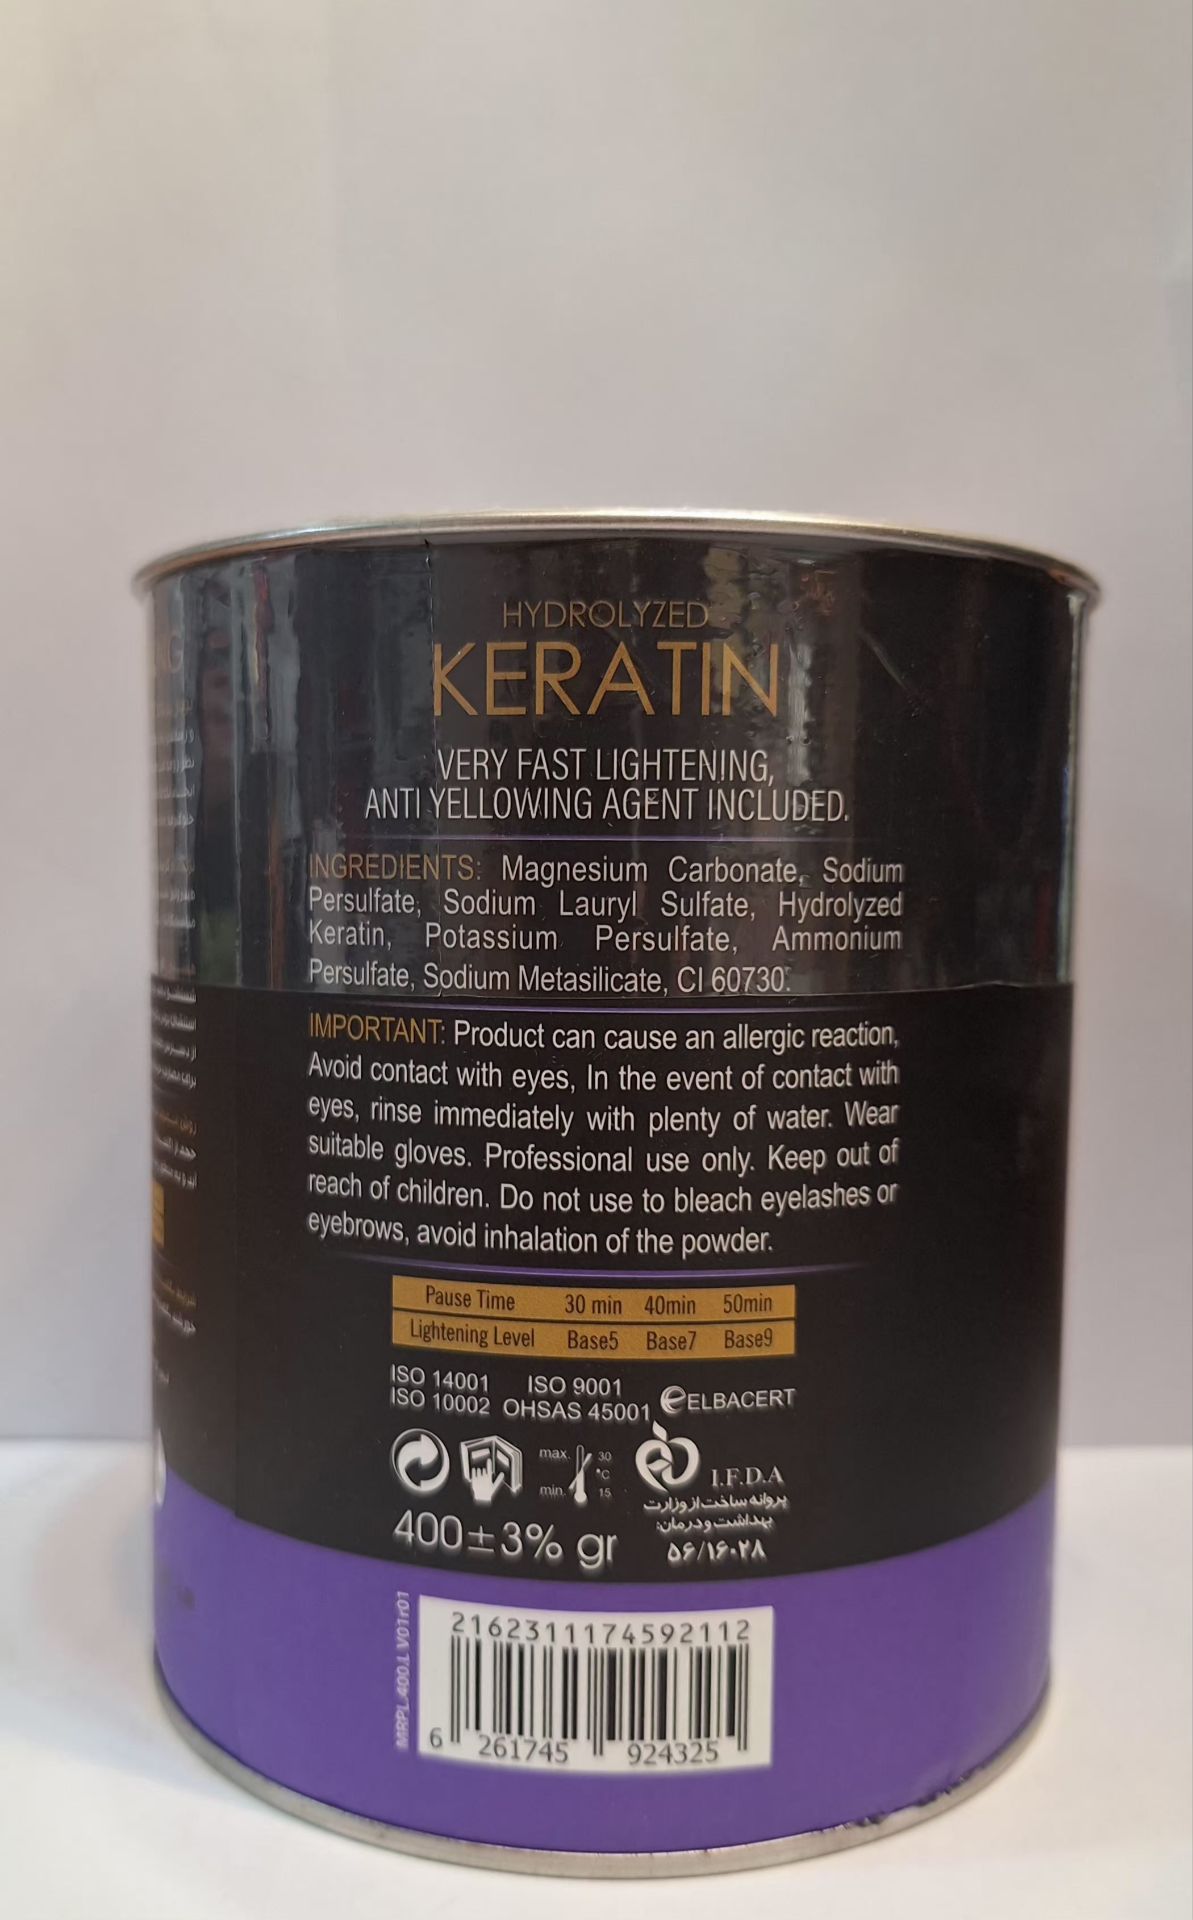 HYDROLYZED
KERATIN
VERY FAST LIGHTENING,
ANTI YELLOWING AGENT INCLUDED.
INGREDIENTS: Magnesium Carbonate, Sodium
Persulfate, Sodium Lauryl Sulfate, Hydrolyzed
Keratin, Potassium Persulfate, Ammonium
Persulfate, Sodium Metasilicate, CI 60730.
IMPORTANT: Product can cause an allergic reaction,
Avoid contact with eyes, In the event of contact with
eyes, rinse immediately with plenty of water. Wear
suitable gloves. Professional use only. Keep out of
reach of children. Do not use to bleach eyelashes or
eyebrows, avoid inhalation of the powder.
Pause Time 30 min 40min 50min
Lightening Level Base5 Base7 Base9
ISO 14001 ISO 9001
ISO 10002 OHSAS 45001 ELBACERT
max. 30
°C
min. 15
I.F.D.A
پروانه ساخت از وزارت
بهداشت و درمان:
۵۶/۱۶۰۲۸
400±3% gr
MRPL.400.L V01r01
2162311174592112
6 261745 924325